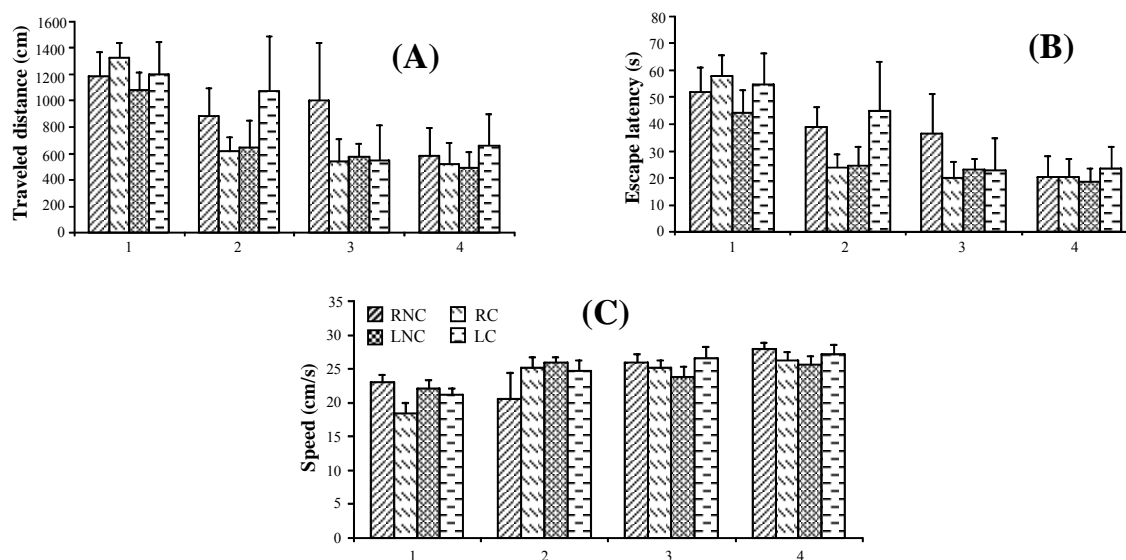 Traveled distance (cm)
1600
1400
1200
1000
800
600
400
200
0
(A)
1 2 3 4
Escape latency (s)
80
70
60
50
40
30
20
10
0
(B)
1 2 3 4
Speed (cm/s)
35
30
25
20
15
10
5
0
RNC RC
LNC LC
(C)
1 2 3 4